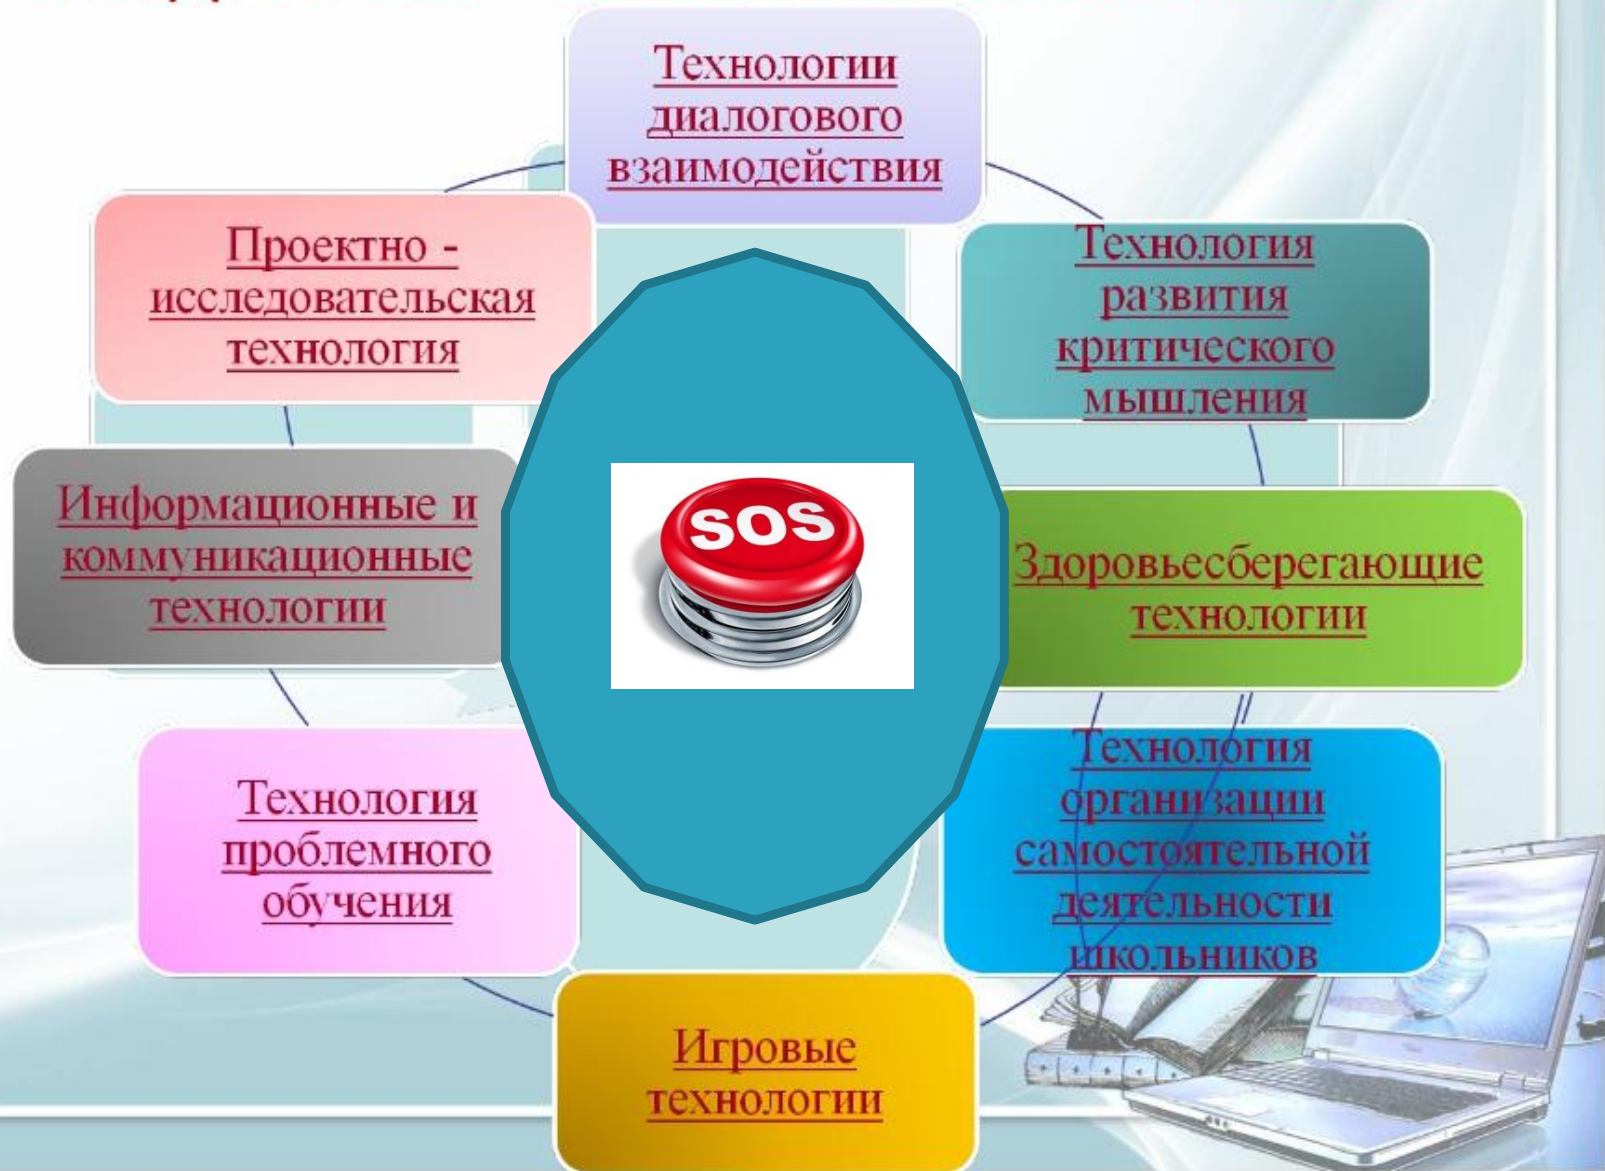 Технологии
диалогового
взаимодействия
Проектно -
исследовательская
технология
Технология
развития
критического
мышления
Информационные и
коммуникационные
технологии
SOS
Здоровьесберегающие
технологии
Технология
проблемного
обучения
Технология
организации
самостоятельной
деятельности
школьников
Игровые
технологии